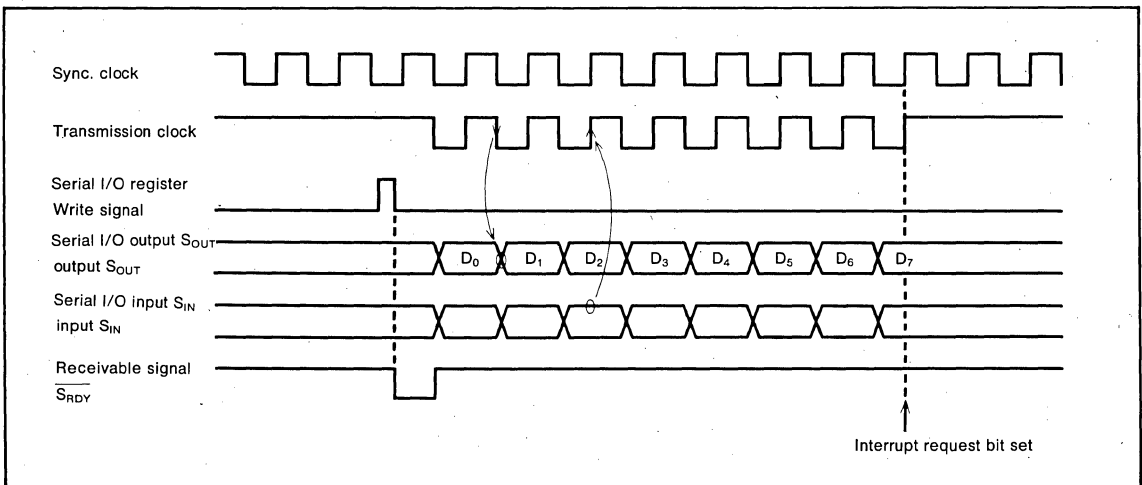 Sync. clock
Transmission clock
Serial I/O register
Write signal
Serial I/O output SOUT
output SOUT
D0 D1 D2 D3 D4 D5 D6 D7
Serial I/O input SIN
input SIN
Receivable signal
SRDY
Interrupt request bit set